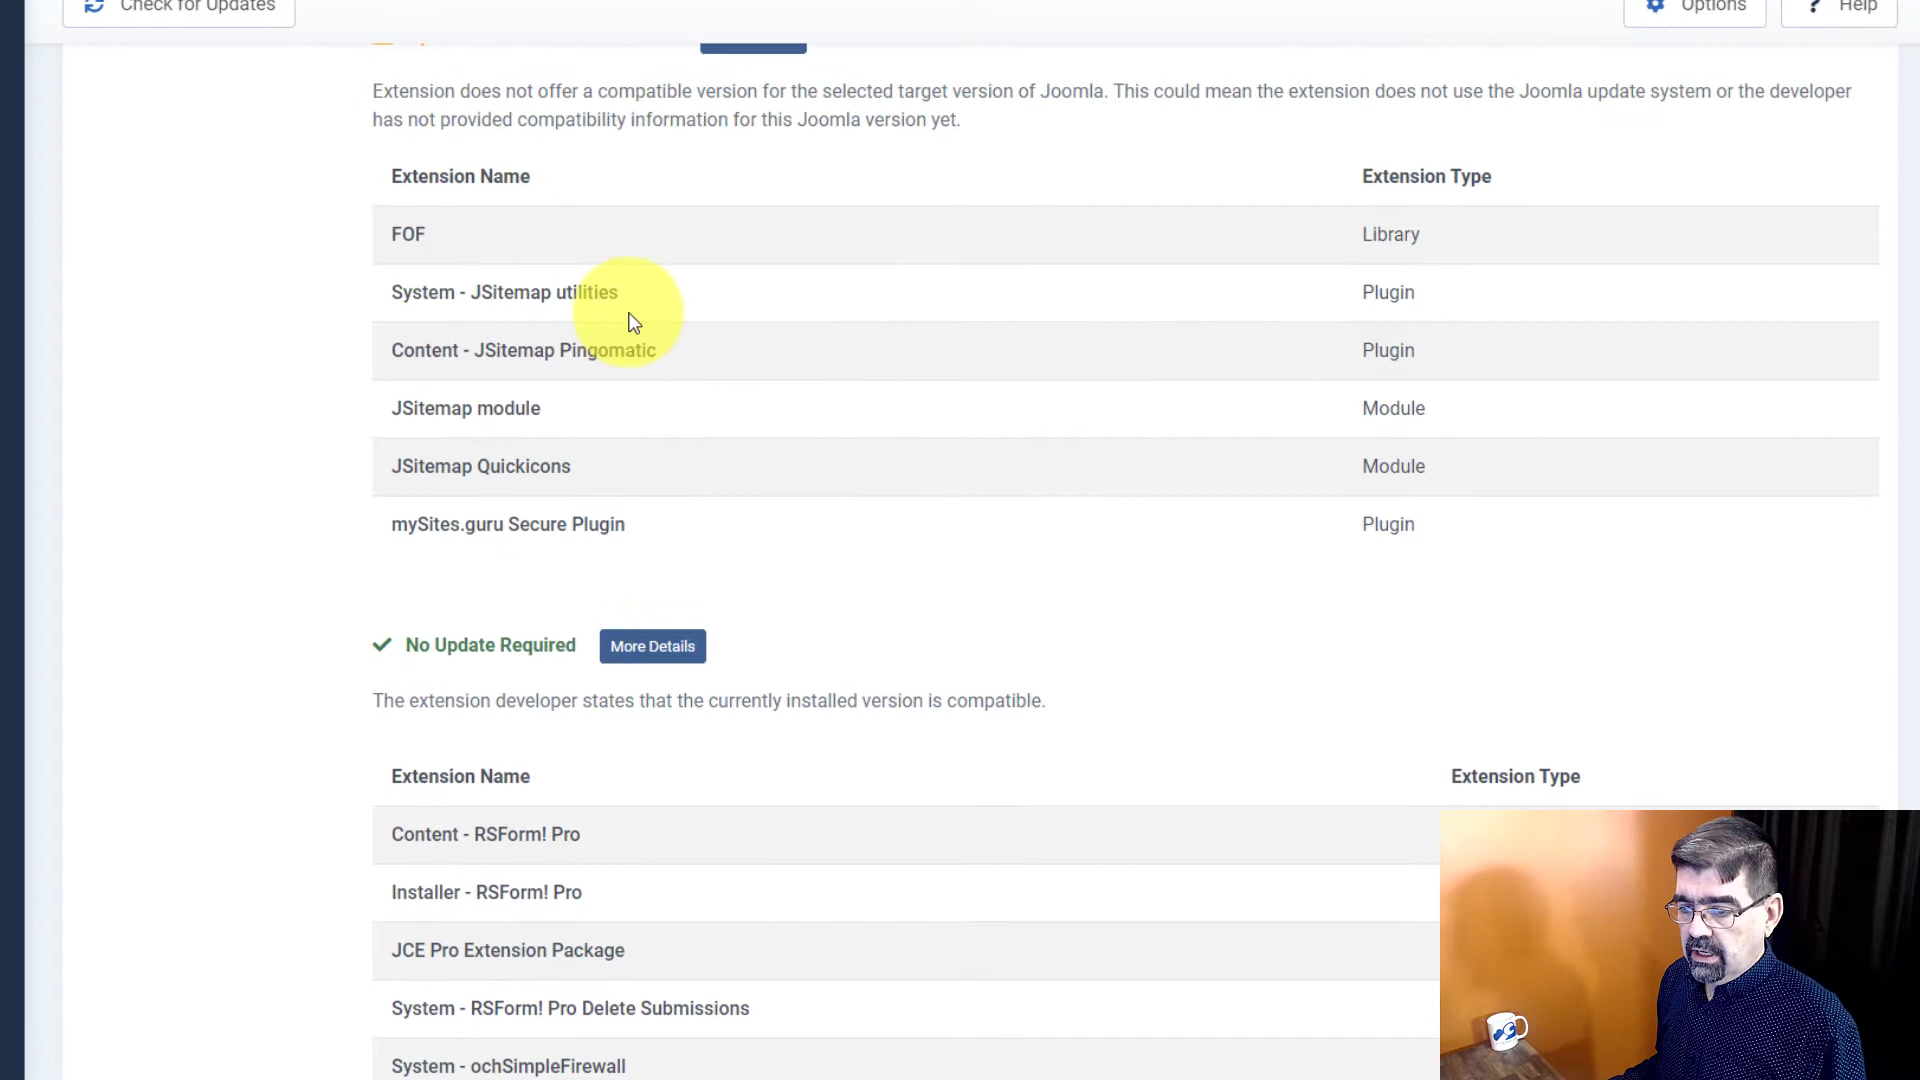 Check for Updates
Options
Help
Extension does not offer a compatible version for the selected target version of Joomla. This could mean the extension does not use the Joomla update system or the developer
has not provided compatibility information for this Joomla version yet.
Extension Name Extension Type
FOF Library
System - JSitemap utilities Plugin
Content - JSitemap Pingomatic Plugin
JSitemap module Module
JSitemap Quickicons Module
mySites.guru Secure Plugin Plugin
No Update Required More Details
The extension developer states that the currently installed version is compatible.
Extension Name Extension Type
Content - RSForm! Pro
Installer - RSForm! Pro
JCE Pro Extension Package
System - RSForm! Pro Delete Submissions
System - ochSimpleFirewall